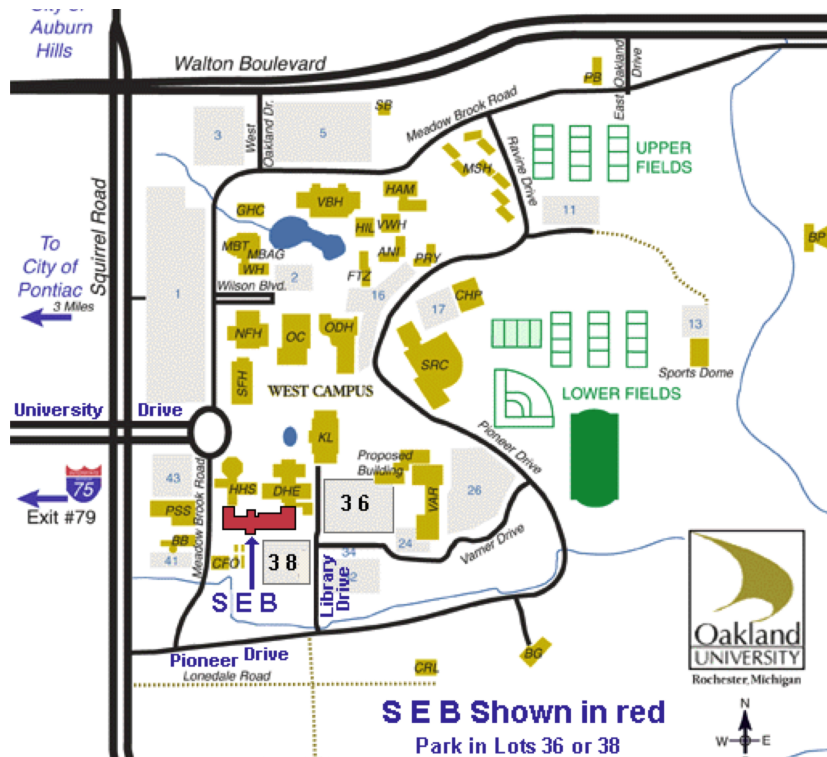 City of
Auburn
Hills
Walton Boulevard
Squirrel Road
West
Oakland Dr.
East Oakland
Drive
Meadow Brook Road
Ravine Drive
3
5
SB
PB
MSH
UPPER
FIELDS
11
BP
GHC
VBH
HAM
HIL
VWH
MBT
MBAG
WH
ANI
PRY
FTZ
2
16
Wilson Blvd.
To
City of
Pontiac
3 Miles
1
17
CHP
13
Sports Dome
NFH
OC
ODH
SRC
SFH
WEST CAMPUS
LOWER FIELDS
University Drive
KL
Pioneer Drive
Proposed
Building
43
Meadow Brook Road
HHS
DHE
3 6
VAR
26
75
Exit #79
PSS
BB
41
CFO
3 8
34
24
Varner Drive
S E B
Library
Drive
Oakland
UNIVERSITY
Rochester, Michigan
Pioneer Drive
Lonedale Road
CRL
BG
S E B Shown in red
Park in Lots 36 or 38
N
W
E